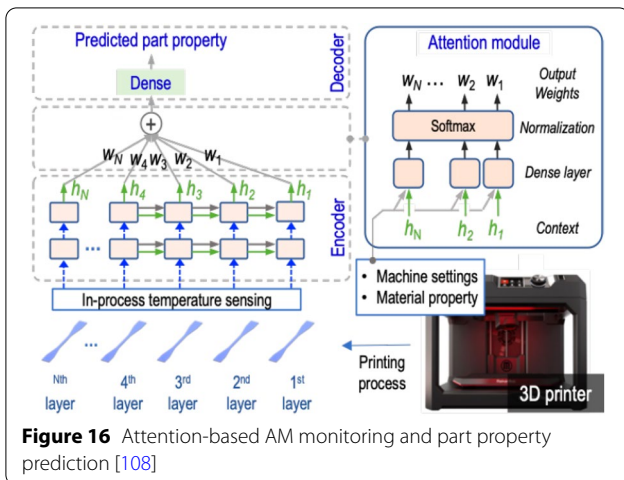 Predicted part property
Dense
Decoder
+
w_N w_4 w_3 w_2 w_1
h_N h_4 h_3 h_2 h_1
...
Encoder
In-process temperature sensing
...
Nth 4th 3rd 2nd 1st
layer layer layer layer layer
Attention module
w_N ... w_2 w_1
Output
Weights
Softmax
Normalization
Dense layer
h_N h_2 h_1
Context
• Machine settings
• Material property
Printing
process
3D printer
Figure 16 Attention-based AM monitoring and part property
prediction [108]